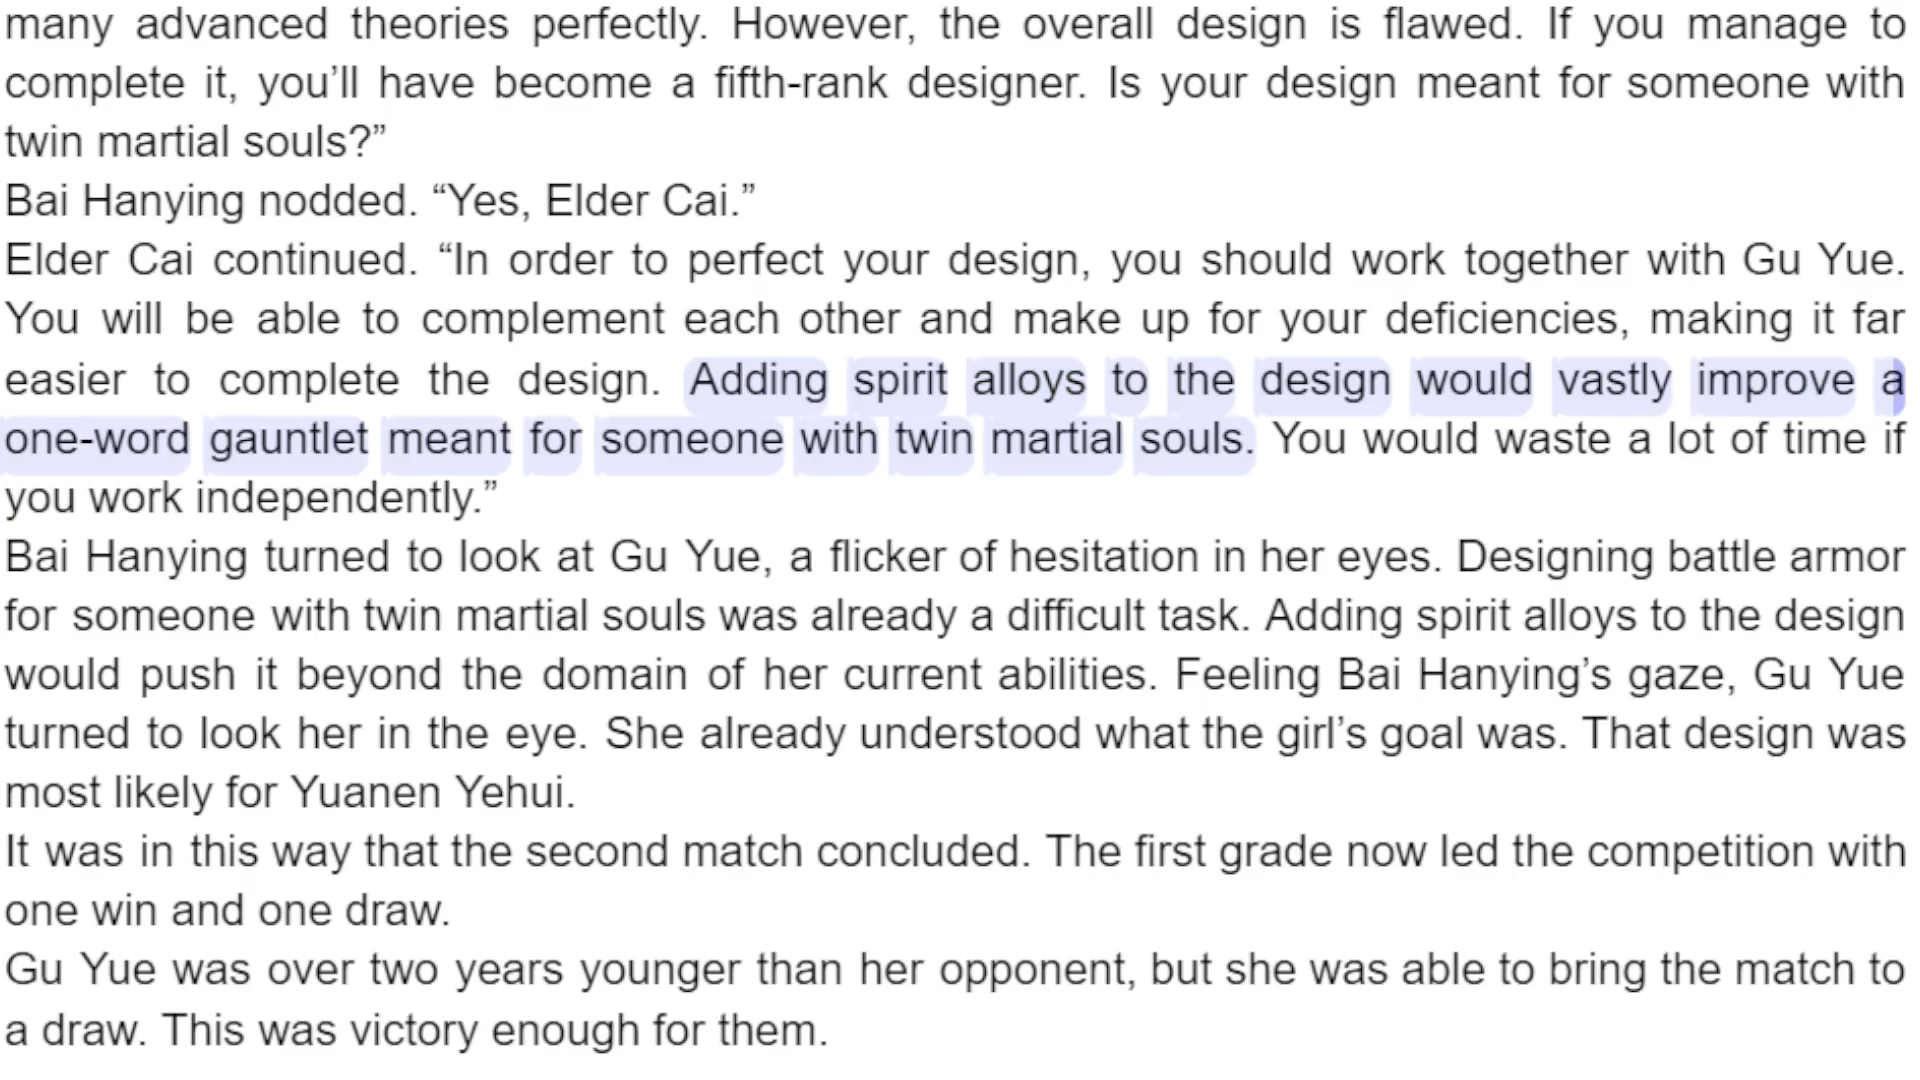 many advanced theories perfectly. However, the overall design is flawed. If you manage to
complete it, you’ll have become a fifth-rank designer. Is your design meant for someone with
twin martial souls?”
Bai Hanying nodded. “Yes, Elder Cai.”
Elder Cai continued. “In order to perfect your design, you should work together with Gu Yue.
You will be able to complement each other and make up for your deficiencies, making it far
easier to complete the design. Adding spirit alloys to the design would vastly improve a
one-word gauntlet meant for someone with twin martial souls. You would waste a lot of time if
you work independently.”
Bai Hanying turned to look at Gu Yue, a flicker of hesitation in her eyes. Designing battle armor
for someone with twin martial souls was already a difficult task. Adding spirit alloys to the design
would push it beyond the domain of her current abilities. Feeling Bai Hanying’s gaze, Gu Yue
turned to look her in the eye. She already understood what the girl’s goal was. That design was
most likely for Yuanen Yehui.
It was in this way that the second match concluded. The first grade now led the competition with
one win and one draw.
Gu Yue was over two years younger than her opponent, but she was able to bring the match to
a draw. This was victory enough for them.